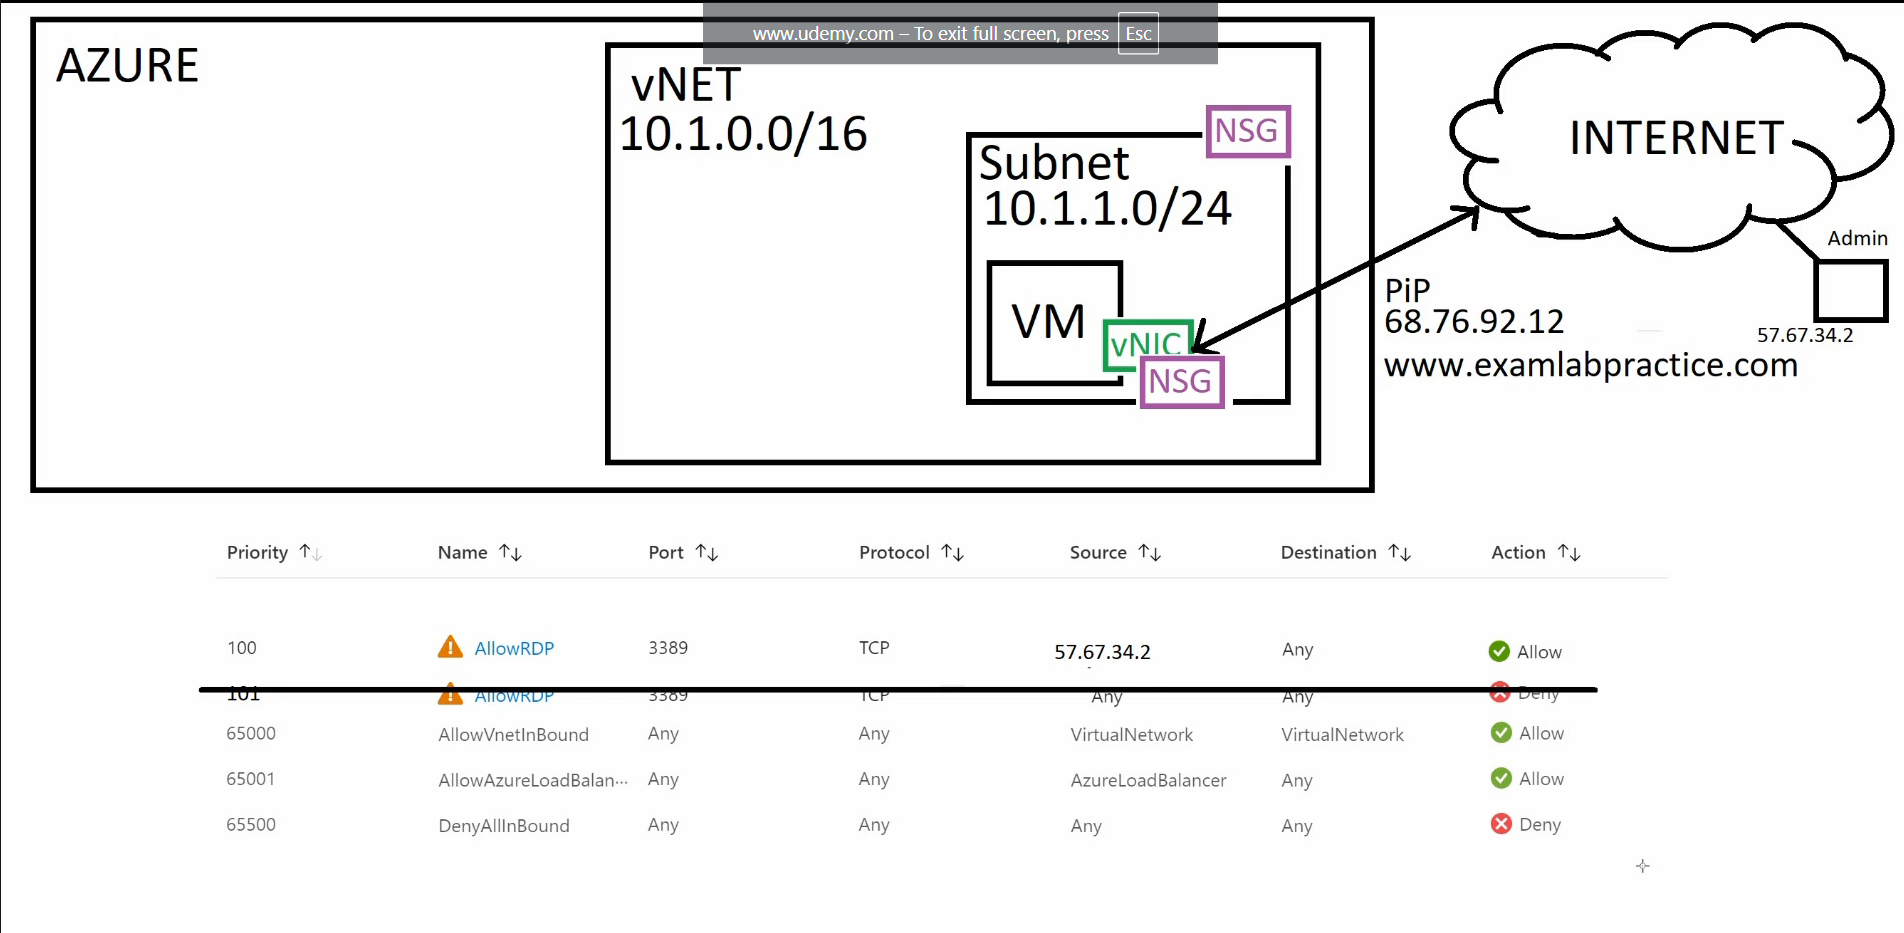 www.udemy.com – To exit full screen, press Esc
AZURE
vNET
10.1.0.0/16
NSG
Subnet
10.1.1.0/24
VM
vNIC
NSG
INTERNET
Admin
57.67.34.2
PiP
68.76.92.12
www.examlabpractice.com
Priority Name Port Protocol Source Destination Action
100 AllowRDP 3389 TCP 57.67.34.2 Any Allow
101 AllowRDP 3389 TCP Any Any Deny
65000 AllowVnetInBound Any Any VirtualNetwork VirtualNetwork Allow
65001 AllowAzureLoadBalan... Any Any AzureLoadBalancer Any Allow
65500 DenyAllInBound Any Any Any Any Deny